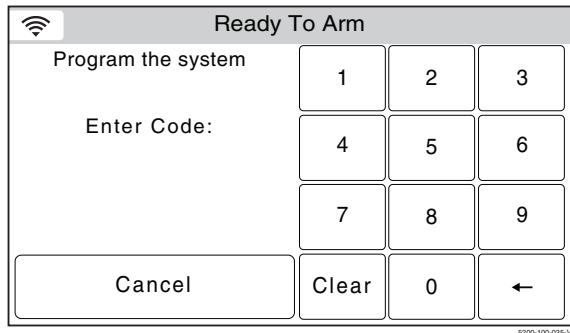 Ready To Arm
Program the system
Enter Code:
1 2 3
4 5 6
7 8 9
Cancel Clear 0 ←